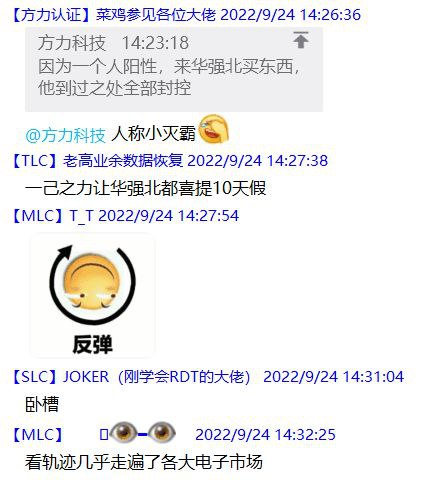 【方力认证】菜鸡参见各位大佬 2022/9/24 14:26:36
方力科技 14:23:18
因为一个人阳性，来华强北买东西，
他到过之处全部封控
@方力科技 人称小灭霸
【TLC】老高业余数据恢复 2022/9/24 14:27:38
一己之力让华强北都喜提10天假
【MLC】T_T 2022/9/24 14:27:54
反弹
【SLC】JOKER（刚学会RDT的大佬） 2022/9/24 14:31:04
卧槽
【MLC】 2022/9/24 14:32:25
看轨迹几乎走遍了各大电子市场